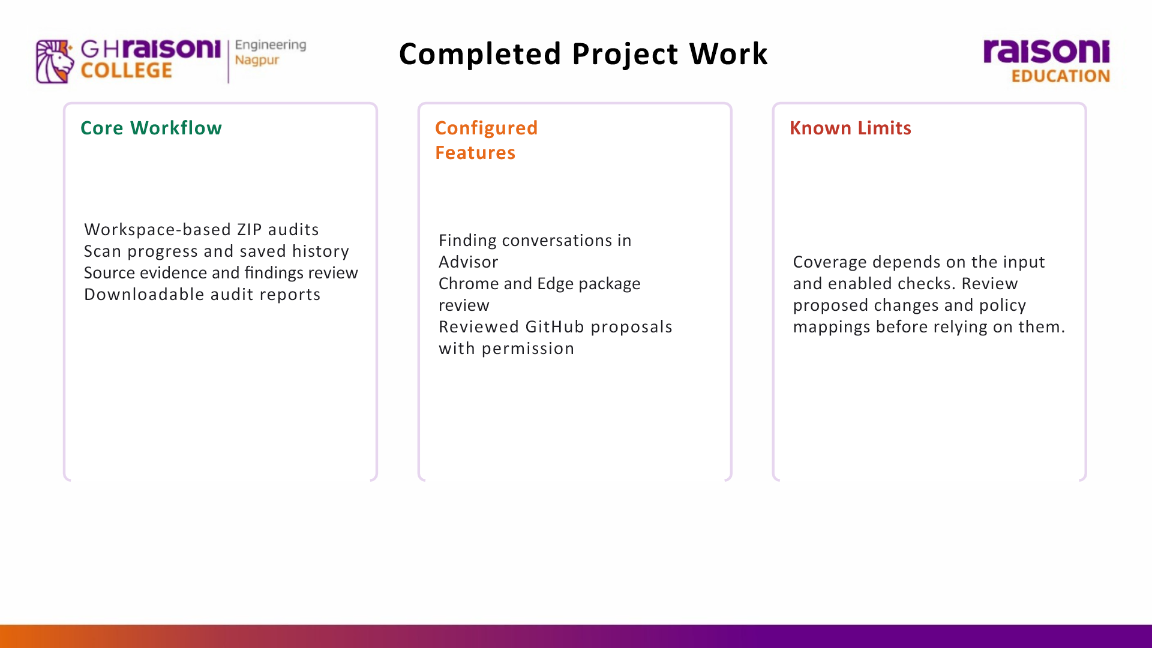 GHraisoni
COLLEGE
Engineering
Nagpur
Completed Project Work
raisoni
EDUCATION
Core Workflow
Workspace-based ZIP audits
Scan progress and saved history
Source evidence and findings review
Downloadable audit reports
Configured
Features
Finding conversations in
Advisor
Chrome and Edge package
review
Reviewed GitHub proposals
with permission
Known Limits
Coverage depends on the input
and enabled checks. Review
proposed changes and policy
mappings before relying on them.